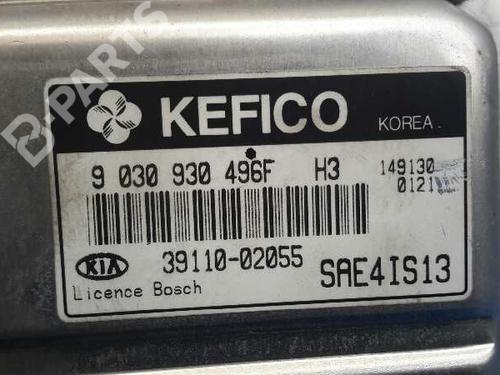 B-PARTS
KEFICO
KOREA
9 030 930 496F H3
149130
0121
KIA
39110-02055
SAE4IS13
Licence Bosch